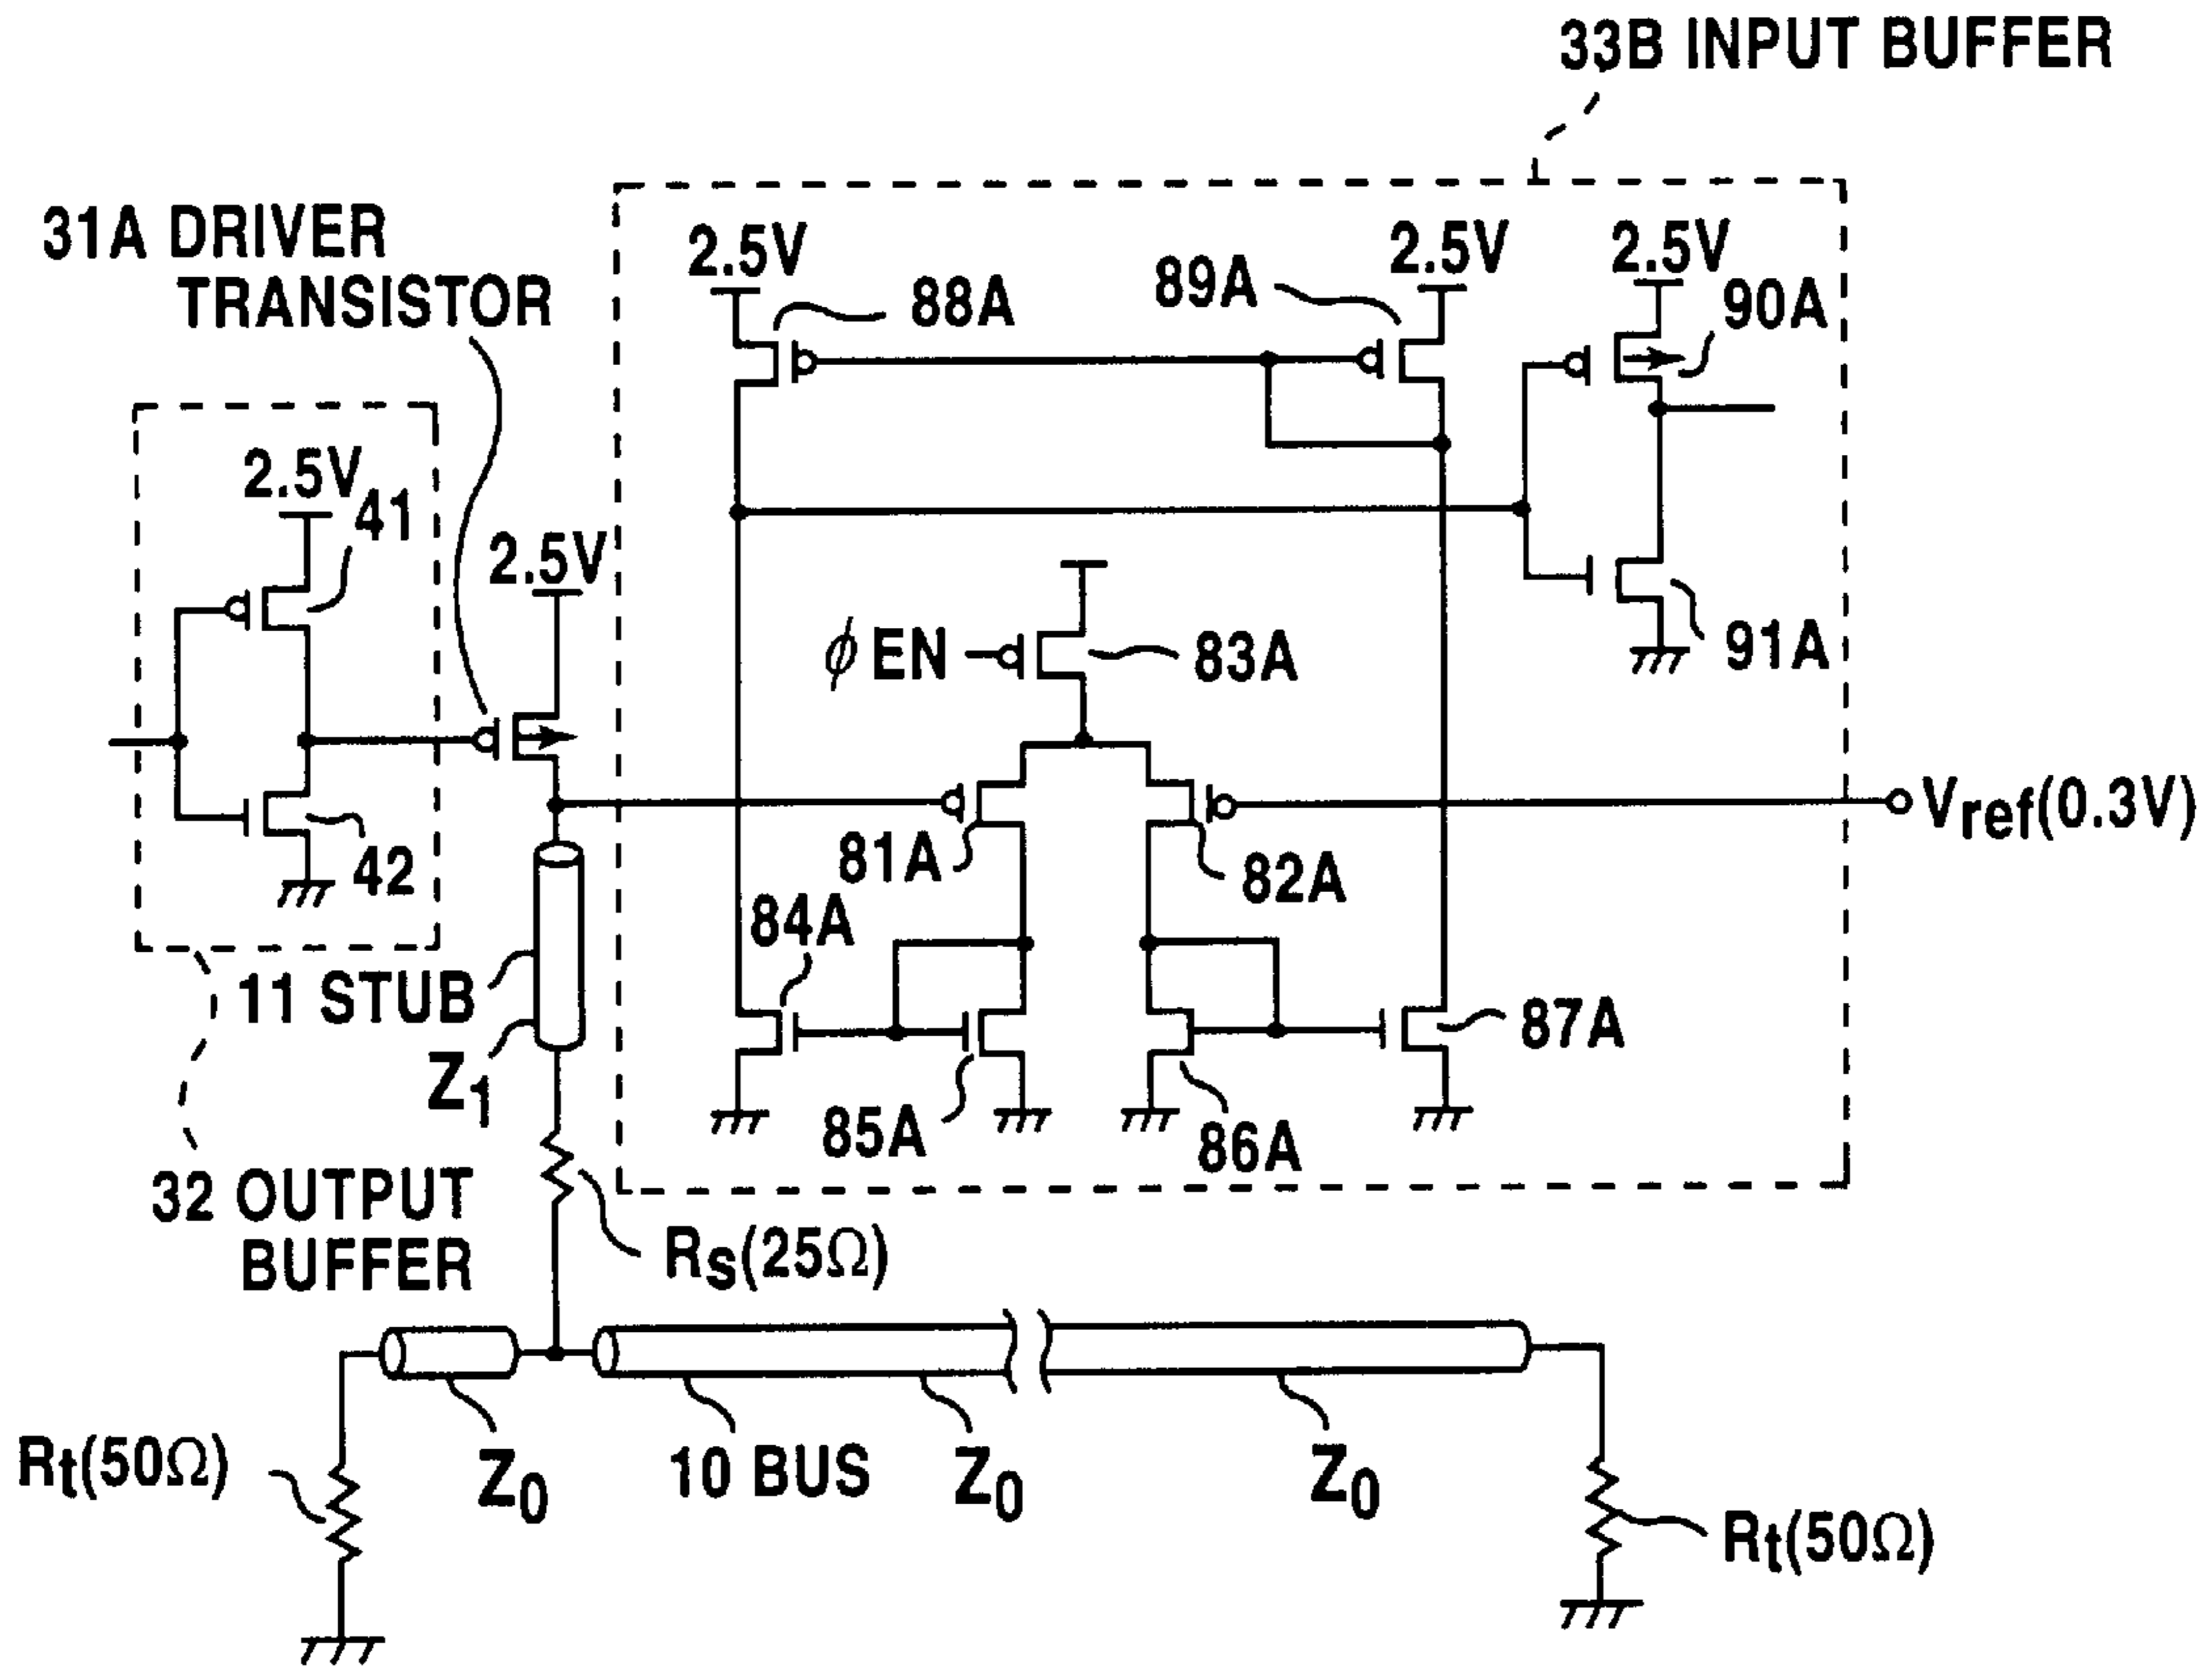 33B INPUT BUFFER
31A DRIVER
TRANSISTOR
2.5V
88A
89A
2.5V
2.5V
90A
2.5V
41
2.5V
ϕ EN
83A
91A
81A
82A
Vref(0.3V)
42
84A
11 STUB
Z1
85A
86A
87A
32 OUTPUT
BUFFER
Rs(25Ω)
Rt(50Ω)
Z0
10 BUS
Z0
Z0
Rt(50Ω)